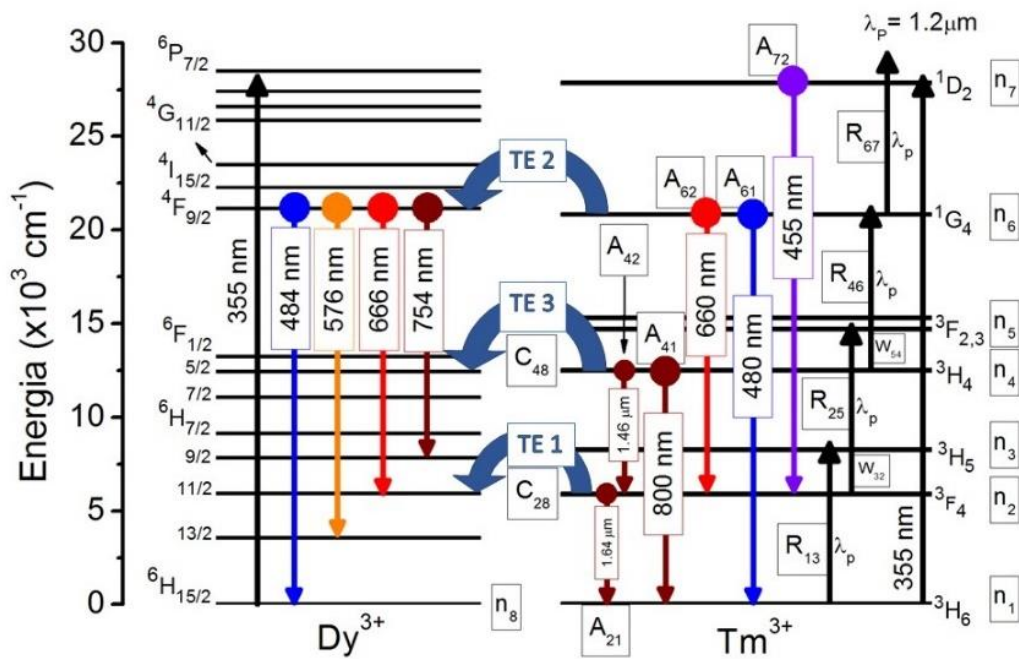 Energia (x10³ cm⁻¹)
30
25
20
15
10
5
0
⁶P₇/₂
⁴G₁₁/₂
⁴I₁₅/₂
⁴F₉/₂
⁶F₁/₂
5/2
7/2
⁶H₇/₂
9/2
11/2
13/2
⁶H₁₅/₂
355 nm
484 nm
576 nm
666 nm
754 nm
n₈
Dy³⁺
TE 2
TE 3
TE 1
C₄₈
C₂₈
A₄₂
A₄₁
A₆₂
A₆₁
A₇₂
A₂₁
1.46 μm
1.64 μm
800 nm
660 nm
480 nm
455 nm
λₚ= 1.2μm
R₆₇
λₚ
R₄₆
λₚ
W₅₄
R₂₅
λₚ
W₃₂
R₁₃
λₚ
355 nm
¹D₂
n₇
¹G₄
n₆
³F₂,₃
n₅
³H₄
n₄
³H₅
n₃
³F₄
n₂
³H₆
n₁
Tm³⁺